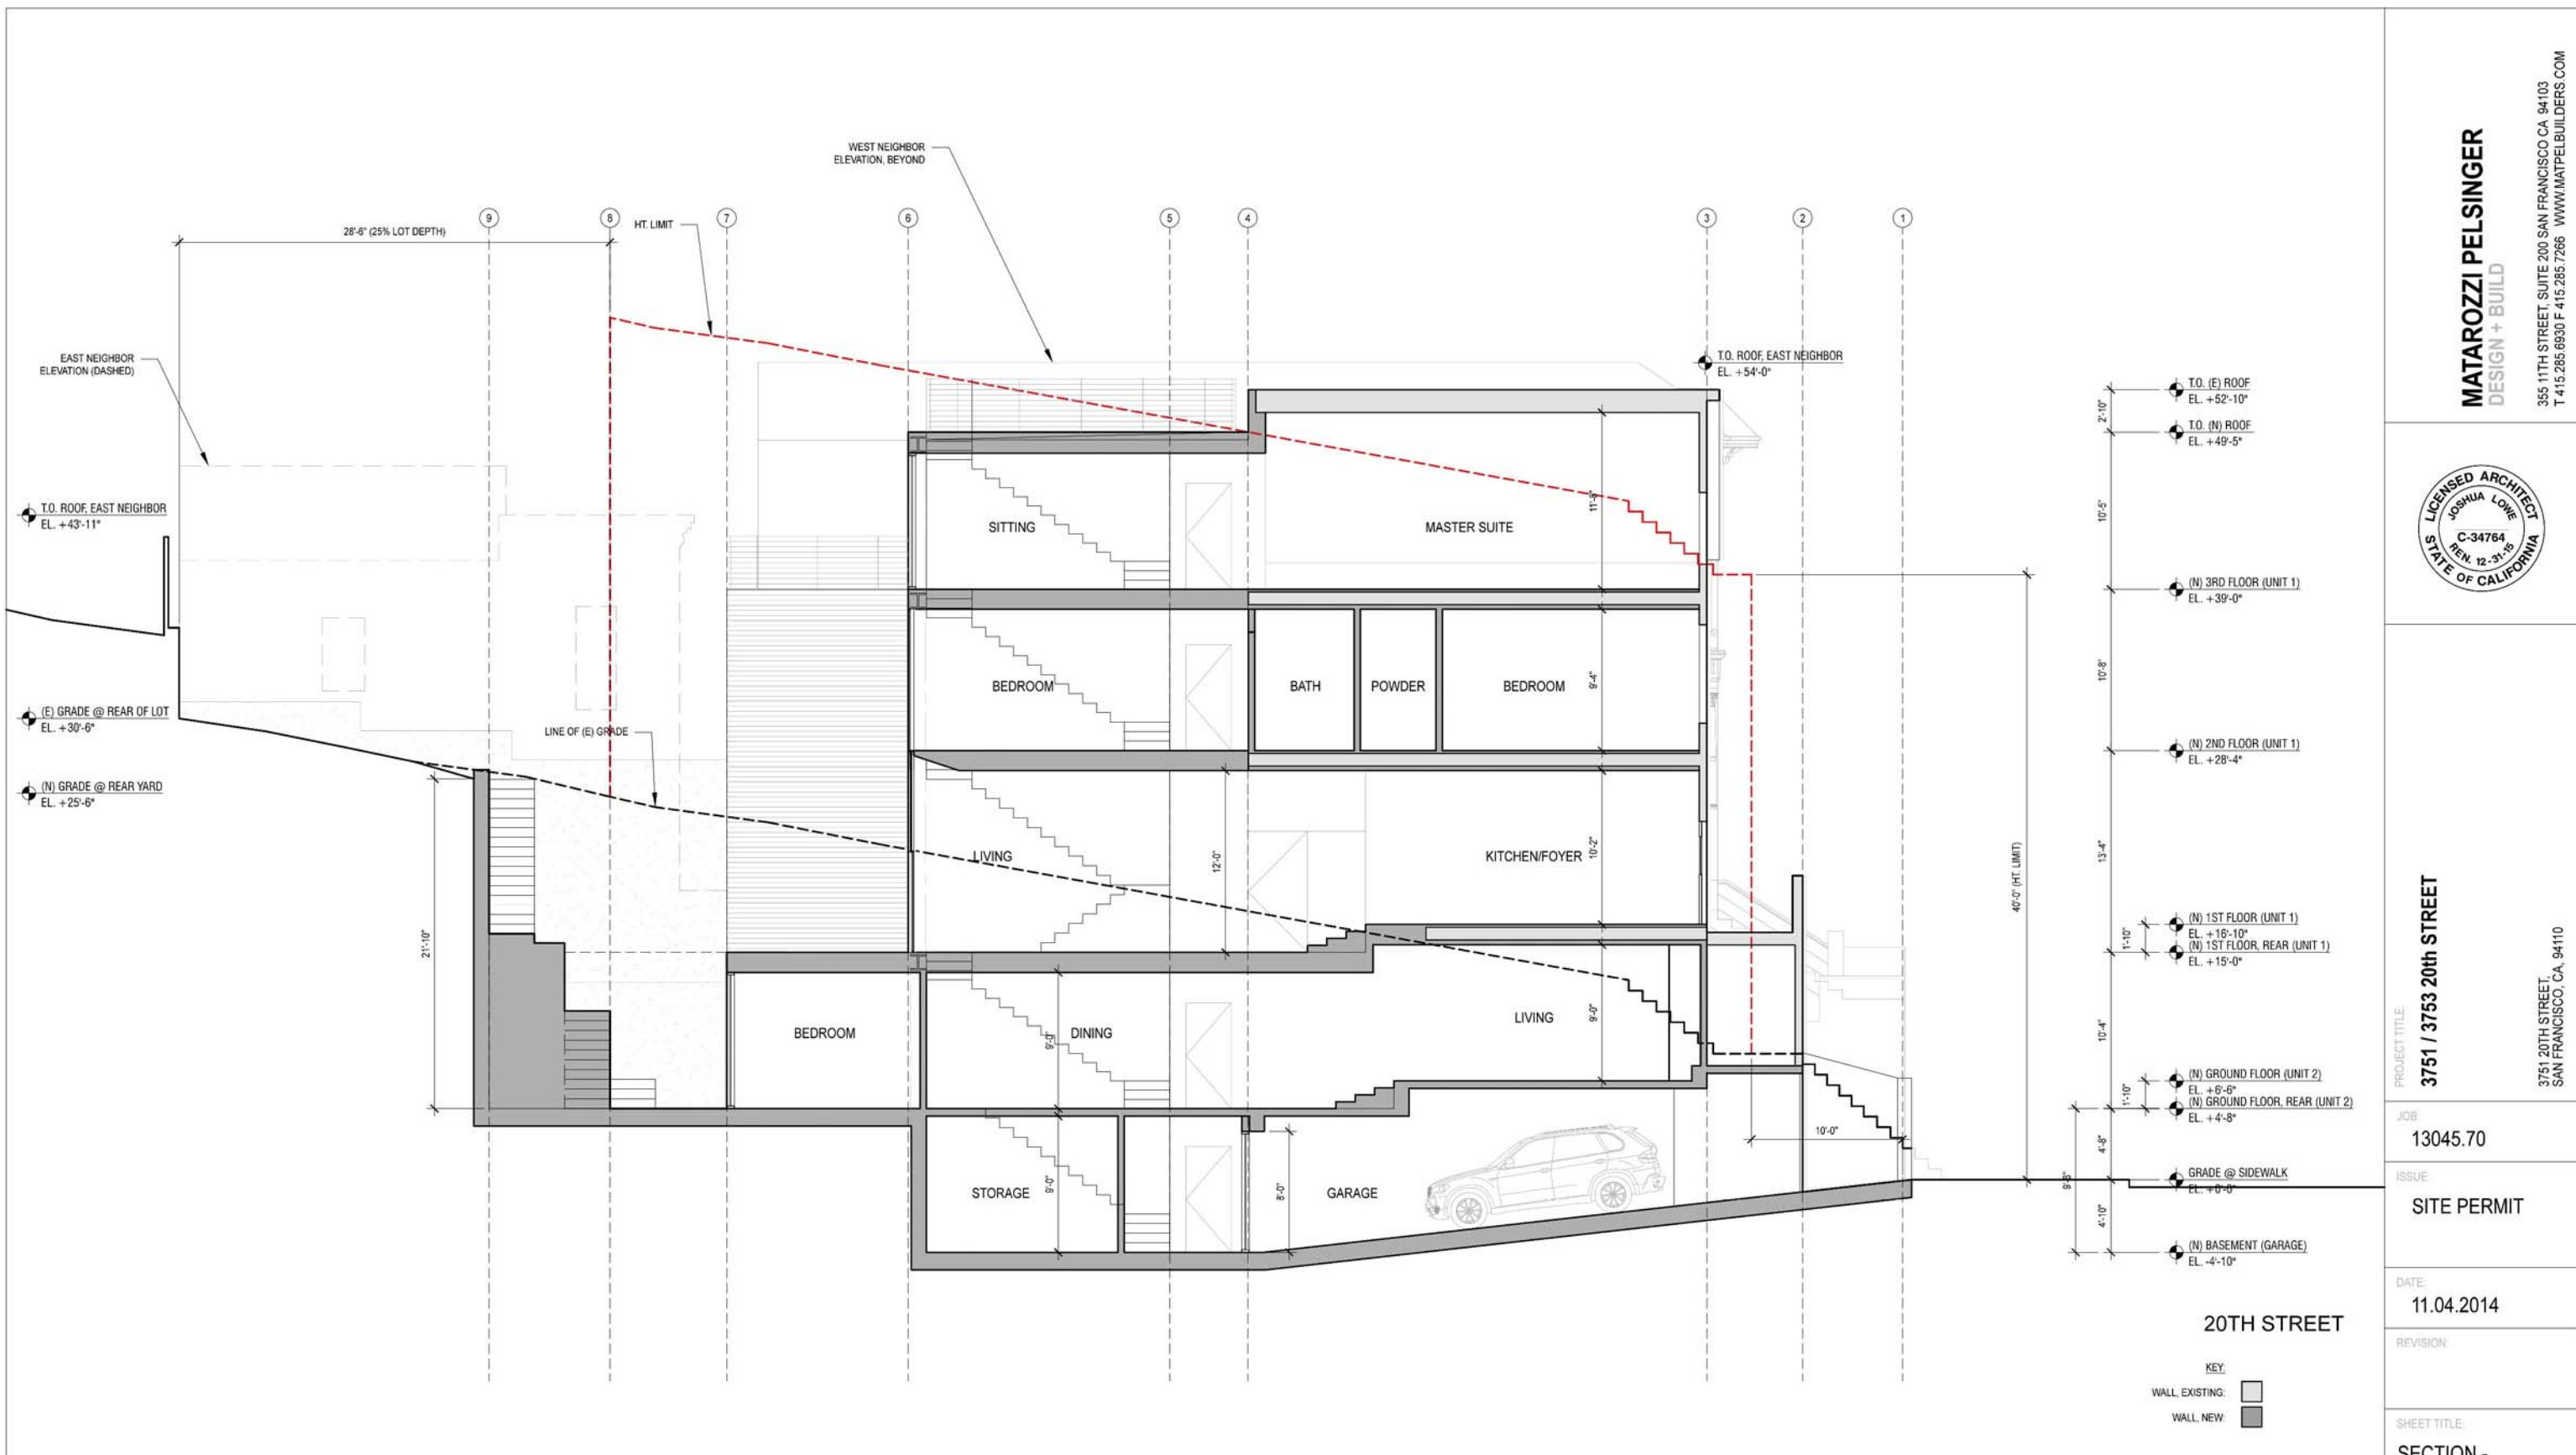 WEST NEIGHBOR
ELEVATION, BEYOND
9
8
7
6
5
4
3
2
1
28'-6" (25% LOT DEPTH)
HT. LIMIT
EAST NEIGHBOR
ELEVATION (DASHED)
T.O. ROOF, EAST NEIGHBOR
EL. +54'-0"
T.O. ROOF, EAST NEIGHBOR
EL. +43'-11"
(E) GRADE @ REAR OF LOT
EL. +30'-6"
(N) GRADE @ REAR YARD
EL. +25'-6"
LINE OF (E) GRADE
21'-10"
SITTING
MASTER SUITE
BEDROOM
BATH
POWDER
BEDROOM
9'-4"
LIVING
12'-0"
KITCHEN/FOYER
10'-2"
BEDROOM
9'-0"
DINING
LIVING
9'-0"
STORAGE
9'-0"
8'-0"
GARAGE
10'-0"
40'-0" (HT. LIMIT)
2'-10"
10'-5"
10'-8"
13'-4"
1'-10"
10'-4"
1'-10"
4'-8"
4'-10"
T.O. (E) ROOF
EL. +52'-10"
T.O. (N) ROOF
EL. +49'-5"
(N) 3RD FLOOR (UNIT 1)
EL. +39'-0"
(N) 2ND FLOOR (UNIT 1)
EL. +28'-4"
(N) 1ST FLOOR (UNIT 1)
EL. +16'-10"
(N) 1ST FLOOR, REAR (UNIT 1)
EL. +15'-0"
(N) GROUND FLOOR (UNIT 2)
EL. +6'-6"
(N) GROUND FLOOR, REAR (UNIT 2)
EL. +4'-8"
GRADE @ SIDEWALK
EL. +0'-0"
(N) BASEMENT (GARAGE)
EL. -4'-10"
20TH STREET
KEY:
WALL, EXISTING:
WALL, NEW:
MATAROZZI PELSINGER
DESIGN + BUILD
355 11TH STREET, SUITE 200 SAN FRANCISCO CA 94103
T 415.285.6930 F 415.285.7266 WWW.MATPELBUILDERS.COM
LICENSED ARCHITECT
JOSHUA LOWE
C-34764
REN. 12-31-15
STATE OF CALIFORNIA
PROJECT TITLE:
3751 / 3753 20th STREET
3751 20TH STREET,
SAN FRANCISCO, CA, 94110
JOB:
13045.70
ISSUE
SITE PERMIT
DATE:
11.04.2014
REVISION:
SHEET TITLE:
SECTION -